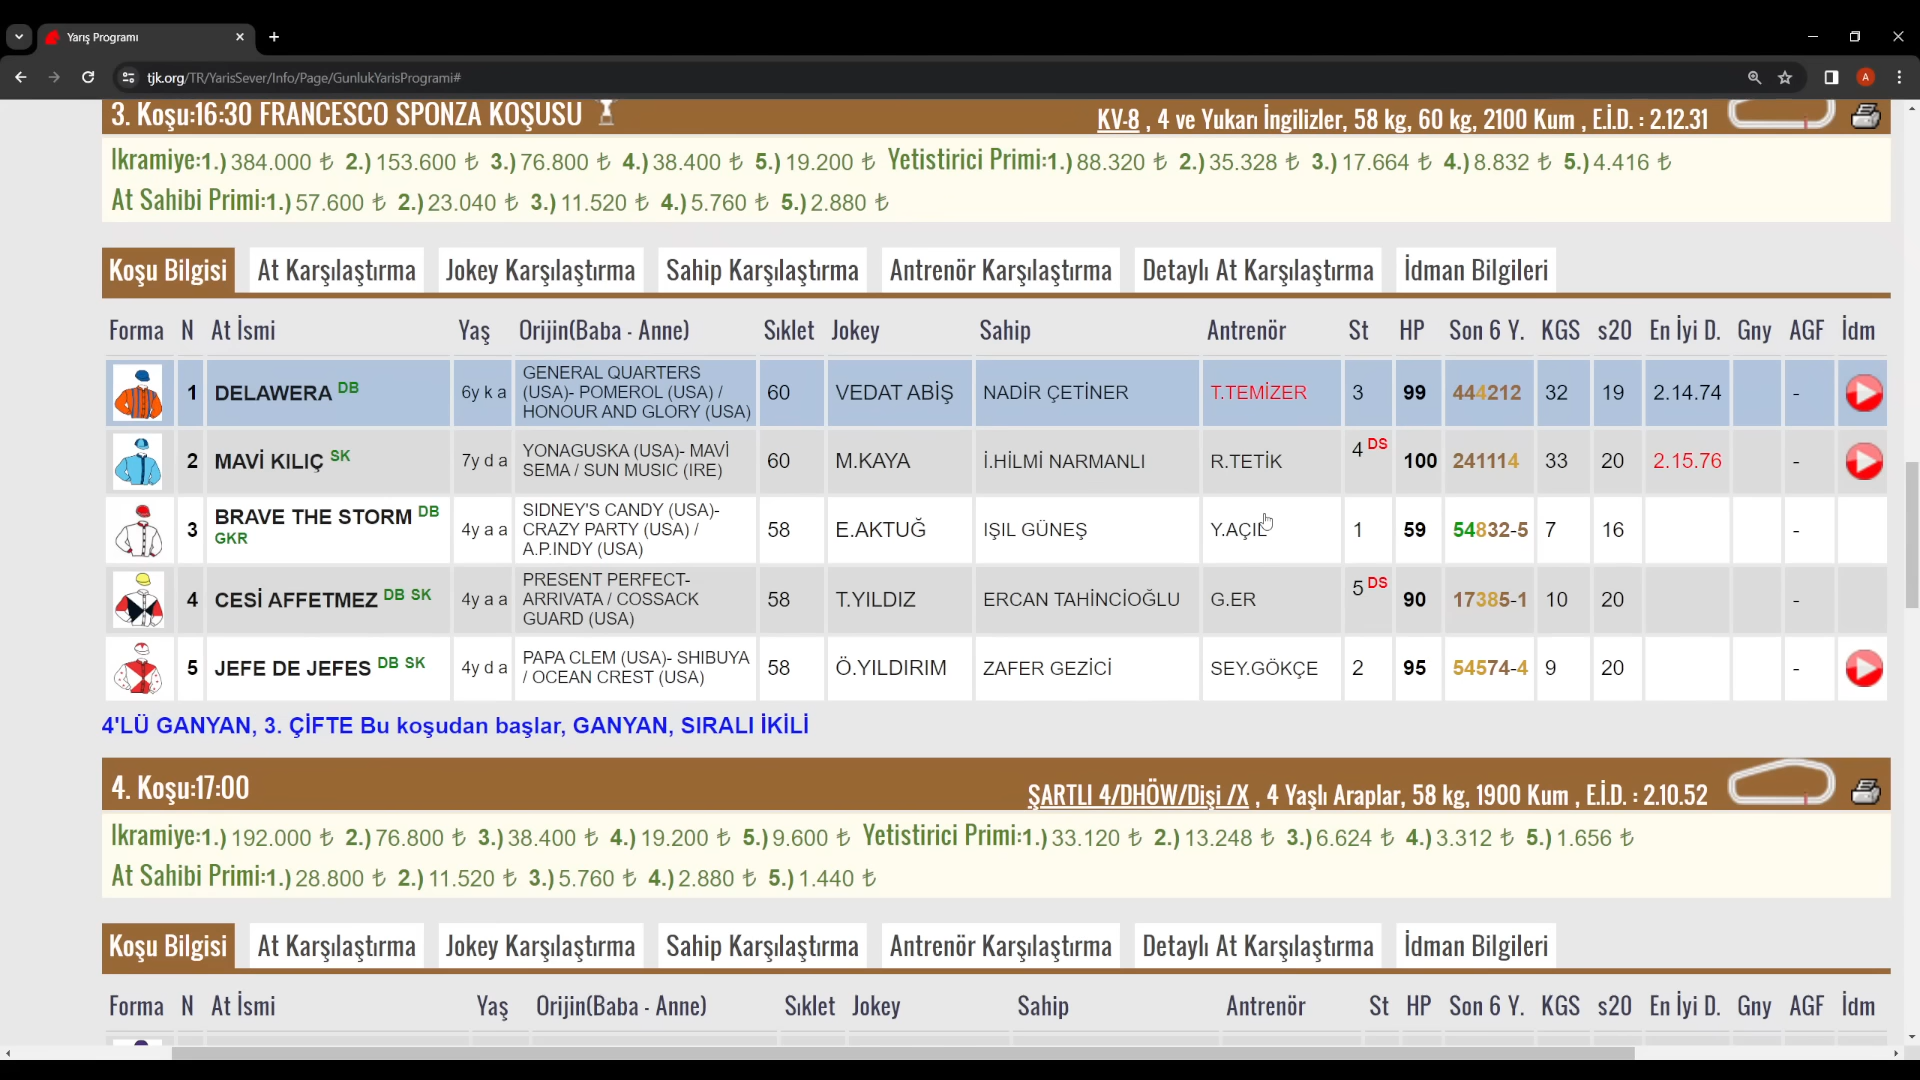 Yarış Programı
tjk.org/TR/YarisSever/Info/Page/GunlukYarisProgrami#
A
3. Koşu:16:30 FRANCESCO SPONZA KOŞUSU
KV-8 , 4 ve Yukarı İngilizler, 58 kg, 60 kg, 2100 Kum , E.İ.D. : 2.12.31
Ikramiye:1.) 384.000 ₺ 2.) 153.600 ₺ 3.) 76.800 ₺ 4.) 38.400 ₺ 5.) 19.200 ₺ Yetistirici Primi:1.) 88.320 ₺ 2.) 35.328 ₺ 3.) 17.664 ₺ 4.) 8.832 ₺ 5.) 4.416 ₺
At Sahibi Primi:1.) 57.600 ₺ 2.) 23.040 ₺ 3.) 11.520 ₺ 4.) 5.760 ₺ 5.) 2.880 ₺
Koşu Bilgisi At Karşılaştırma Jokey Karşılaştırma Sahip Karşılaştırma Antrenör Karşılaştırma Detaylı At Karşılaştırma İdman Bilgileri
Forma N At İsmi Yaş Orijin(Baba - Anne) Sıklet Jokey Sahip Antrenör St HP Son 6 Y. KGS s20 En İyi D. Gny AGF İdm
1 DELAWERA DB 6y k a GENERAL QUARTERS (USA)- POMEROL (USA) / HONOUR AND GLORY (USA) 60 VEDAT ABİŞ NADİR ÇETİNER T.TEMİZER 3 99 444212 32 19 2.14.74 -
2 MAVİ KILIÇ SK 7y d a YONAGUSKA (USA)- MAVİ SEMA / SUN MUSIC (IRE) 60 M.KAYA İ.HİLMİ NARMANLI R.TETİK 4 DS 100 241114 33 20 2.15.76 -
3 BRAVE THE STORM DB GKR 4y a a SIDNEY'S CANDY (USA)- CRAZY PARTY (USA) / A.P.INDY (USA) 58 E.AKTUĞ IŞIL GÜNEŞ Y.AÇIL 1 59 54832-5 7 16 -
4 CESİ AFFETMEZ DB SK 4y a a PRESENT PERFECT- ARRIVATA / COSSACK GUARD (USA) 58 T.YILDIZ ERCAN TAHİNCİOĞLU G.ER 5 DS 90 17385-1 10 20 -
5 JEFE DE JEFES DB SK 4y d a PAPA CLEM (USA)- SHIBUYA / OCEAN CREST (USA) 58 Ö.YILDIRIM ZAFER GEZİCİ SEY.GÖKÇE 2 95 54574-4 9 20 -
4'LÜ GANYAN, 3. ÇİFTE Bu koşudan başlar, GANYAN, SIRALI İKİLİ
4. Koşu:17:00
ŞARTLI 4/DHÖW/Dişi /X , 4 Yaşlı Araplar, 58 kg, 1900 Kum , E.İ.D. : 2.10.52
Ikramiye:1.) 192.000 ₺ 2.) 76.800 ₺ 3.) 38.400 ₺ 4.) 19.200 ₺ 5.) 9.600 ₺ Yetistirici Primi:1.) 33.120 ₺ 2.) 13.248 ₺ 3.) 6.624 ₺ 4.) 3.312 ₺ 5.) 1.656 ₺
At Sahibi Primi:1.) 28.800 ₺ 2.) 11.520 ₺ 3.) 5.760 ₺ 4.) 2.880 ₺ 5.) 1.440 ₺
Koşu Bilgisi At Karşılaştırma Jokey Karşılaştırma Sahip Karşılaştırma Antrenör Karşılaştırma Detaylı At Karşılaştırma İdman Bilgileri
Forma N At İsmi Yaş Orijin(Baba - Anne) Sıklet Jokey Sahip Antrenör St HP Son 6 Y. KGS s20 En İyi D. Gny AGF İdm